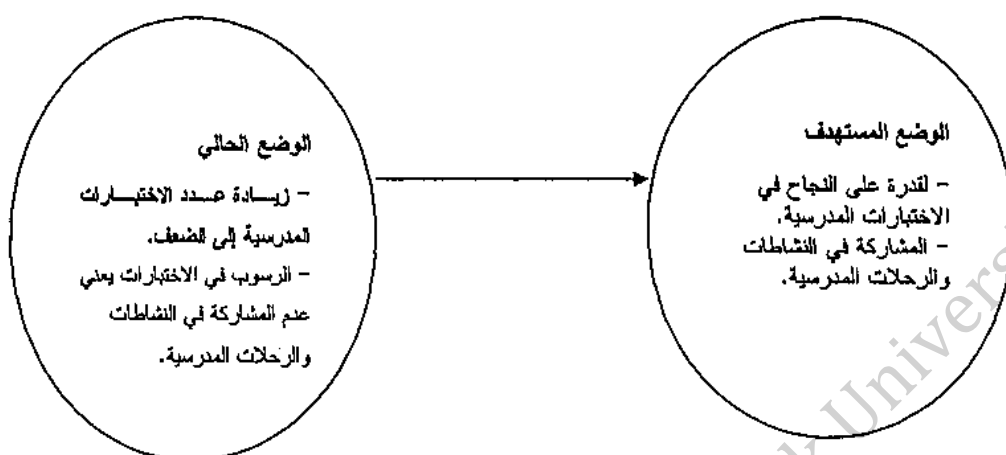 الوضع الحالي
– زيادة عدد الاختبارات
المدرسية إلى الضعف.
– الرسوب في الاختبارات يعني
عدم المشاركة في النشاطات
والرحلات المدرسية.
الوضع المستهدف
– لقدرة على النجاح في
الاختبارات المدرسية.
– المشاركة في النشاطات
والرحلات المدرسية.
k Univers